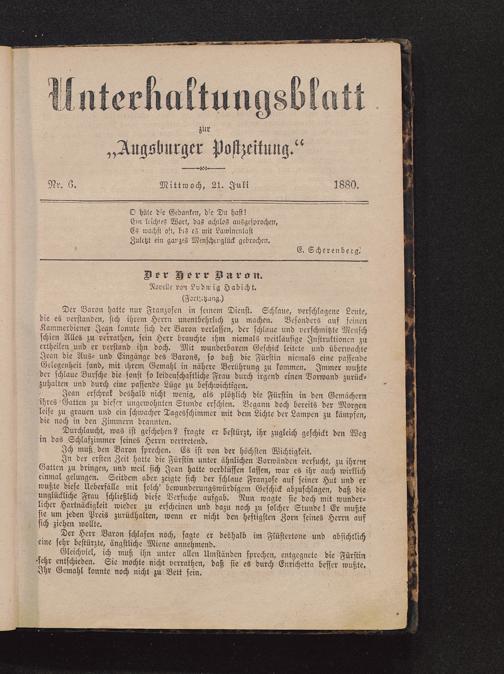 Unterhaltungsblatt
zur
„Augsburger Postzeitung.“
Nr. 6. Mittwoch, 21. Juli 1880.
O hüte die Gedanken, die Du hast!
Ein leichtes Wort, das achtlos ausgesprochen,
Es wächst oft, bis es mit Lawinenlast
Zuletzt ein ganzes Menschenglück gebrochen.
E. Scherenberg.
Der Herr Baron.
Novelle von Ludwig Habicht.
(Fortsetzung.)
Der Baron hatte nur Franzosen in seinem Dienst. Schlaue, verschlagene Leute,
die es verstanden, sich ihrem Herrn unentbehrlich zu machen. Besonders auf seinen
Kammerdiener Jean konnte sich der Baron verlassen, der schlaue und verschmitzte Mensch
schien Alles zu errathen, sein Herr brauchte ihm niemals weitläufige Instruktionen zu
ertheilen und er verstand ihn doch. Mit wunderbarem Geschick leitete und überwachte
Jean die Aus- und Eingänge des Barons, so daß die Fürstin niemals eine passende
Gelegenheit fand, mit ihrem Gemahl in nähere Berührung zu kommen. Immer wußte
der schlaue Bursche die sonst so leidenschaftliche Frau durch irgend einen Vorwand zurück-
zuhalten und durch eine passende Lüge zu beschwichtigen.
Jean erschrak deshalb nicht wenig, als plötzlich die Fürstin in den Gemächern
ihres Gatten zu dieser ungewohnten Stunde erschien. Begann doch bereits der Morgen
leise zu grauen und ein schwacher Tagesschimmer mit dem Lichte der Lampen zu kämpfen,
die noch in den Zimmern brannten.
Durchlaucht, was ist geschehen? fragte er bestürzt, ihr zugleich geschickt den Weg
in das Schlafzimmer seines Herrn vertretend.
Ich muß den Baron sprechen. Es ist von der höchsten Wichtigkeit.
In der ersten Zeit hatte die Fürstin unter ähnlichen Vorwänden versucht, zu ihrem
Gatten zu dringen, und weil sich Jean hatte verblüffen lassen, war es ihr auch wirklich
einmal gelungen. Seitdem aber zeigte sich der schlaue Franzose auf seiner Hut und er
wußte diese Ueberfälle mit solch bewunderungswürdigem Geschick abzuschlagen, daß die
unglückliche Frau schließlich diese Versuche aufgab. Nun wagte sie doch mit wunder-
licher Hartnäckigkeit wieder zu erscheinen und dazu noch zu solcher Stunde! Er mußte
sie um jeden Preis zurückhalten, wenn er nicht den heftigsten Zorn seines Herrn auf
sich ziehen wollte.
Der Herr Baron schlafen noch, sagte er deshalb im Flüstertone und absichtlich
eine sehr bestürzte, ängstliche Miene annehmend.
Gleichviel, ich muß ihn unter allen Umständen sprechen, entgegnete die Fürstin
sehr entschieden. Sie mochte nicht verrathen, daß sie es durch Enrichetta besser wußte.
Ihr Gemahl konnte noch nicht zu Bett sein.